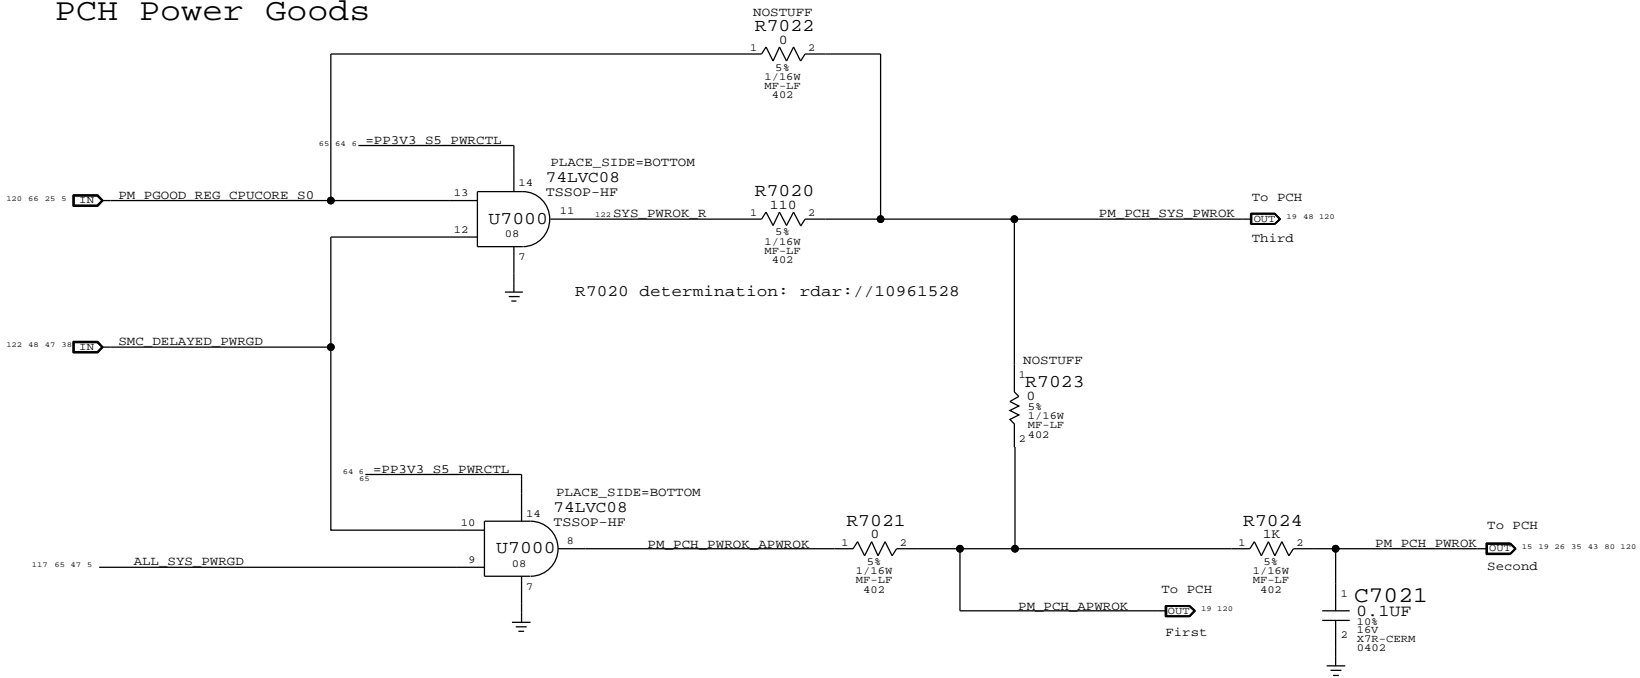 PCH Power Goods
NOSTUFF
R7022
0
1 2
5%
1/16W
MF-LF
402
65 64 6 =PP3V3_S5_PWRCTL
PLACE_SIDE=BOTTOM
74LVC08
TSSOP-HF
14
120 66 25 5 IN PM_PGOOD_REG_CPUCORE_S0
13
12
U7000
08
7
11
122 SYS_PWROK_R
R7020
110
1 2
5%
1/16W
MF-LF
402
PM_PCH_SYS_PWROK
To PCH
OUT 19 48 120
Third
R7020 determination: rdar://10961528
122 48 47 38 IN SMC_DELAYED_PWRGD
NOSTUFF
1
R7023
0
5%
1/16W
MF-LF
402
2
64 6 =PP3V3_S5_PWRCTL
65
PLACE_SIDE=BOTTOM
74LVC08
TSSOP-HF
14
10
9
U7000
08
7
8
117 65 47 5 ALL_SYS_PWRGD
PM_PCH_PWROK_APWROK
R7021
0
1 2
5%
1/16W
MF-LF
402
R7024
1K
1 2
5%
1/16W
MF-LF
402
PM_PCH_PWROK
To PCH
OUT 15 19 26 35 43 80 120
Second
PM_PCH_APWROK
To PCH
OUT 19 120
First
1
C7021
0.1UF
10%
16V
X7R-CERM
0402
2